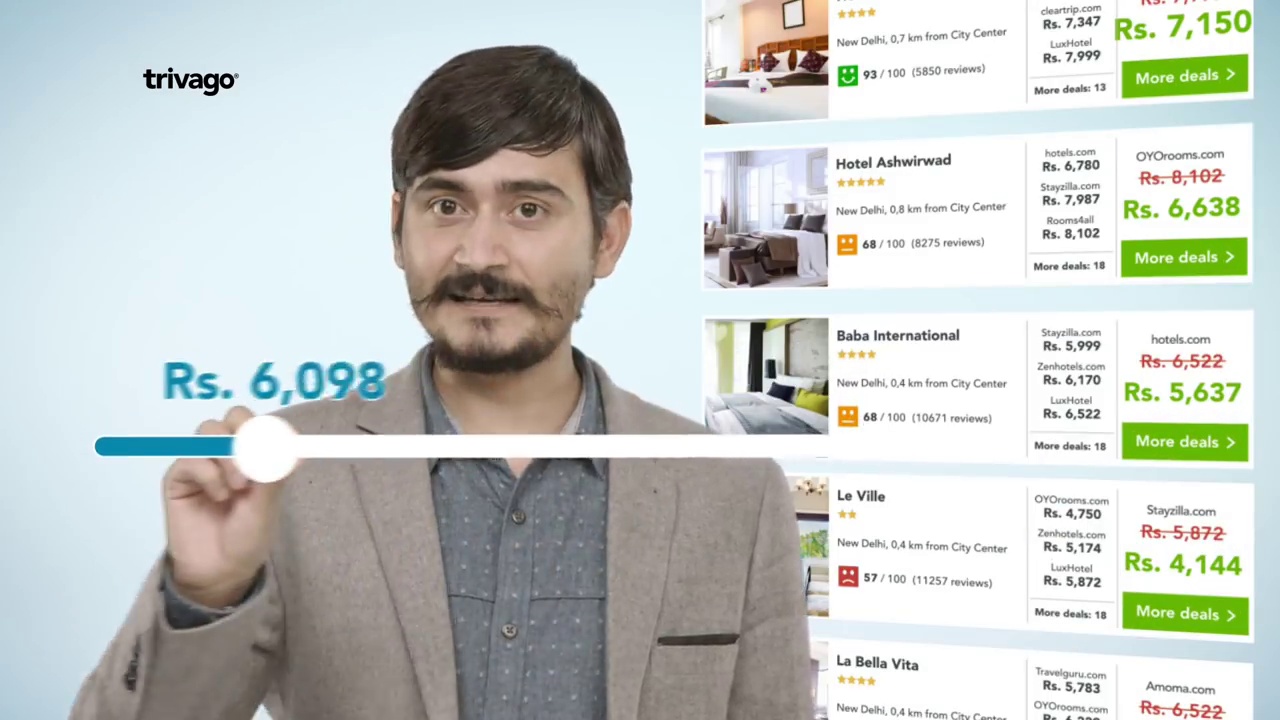 trivago
Rs. 6,098
New Delhi, 0,7 km from City Center
93 / 100 (5850 reviews)
cleartrip.com
Rs. 7,347
LuxHotel
Rs. 7,999
More deals: 13
Rs. 7,150
More deals >
Hotel Ashwirwad
New Delhi, 0,8 km from City Center
68 / 100 (8275 reviews)
hotels.com
Rs. 6,780
Stayzilla.com
Rs. 7,987
Rooms4all
Rs. 8,102
More deals: 18
OYOrooms.com
Rs. 8,102
Rs. 6,638
More deals >
Baba International
New Delhi, 0,4 km from City Center
68 / 100 (10671 reviews)
Stayzilla.com
Rs. 5,999
Zenhotels.com
Rs. 6,170
LuxHotel
Rs. 6,522
More deals: 18
hotels.com
Rs. 6,522
Rs. 5,637
More deals >
Le Ville
New Delhi, 0,4 km from City Center
57 / 100 (11257 reviews)
OYOrooms.com
Rs. 4,750
Zenhotels.com
Rs. 5,174
LuxHotel
Rs. 5,872
More deals: 18
Stayzilla.com
Rs. 5,872
Rs. 4,144
More deals >
La Bella Vita
New Delhi, 0,4 km from City Center
Travelguru.com
Rs. 5,783
OYOrooms.com
Amoma.com
Rs. 6,522